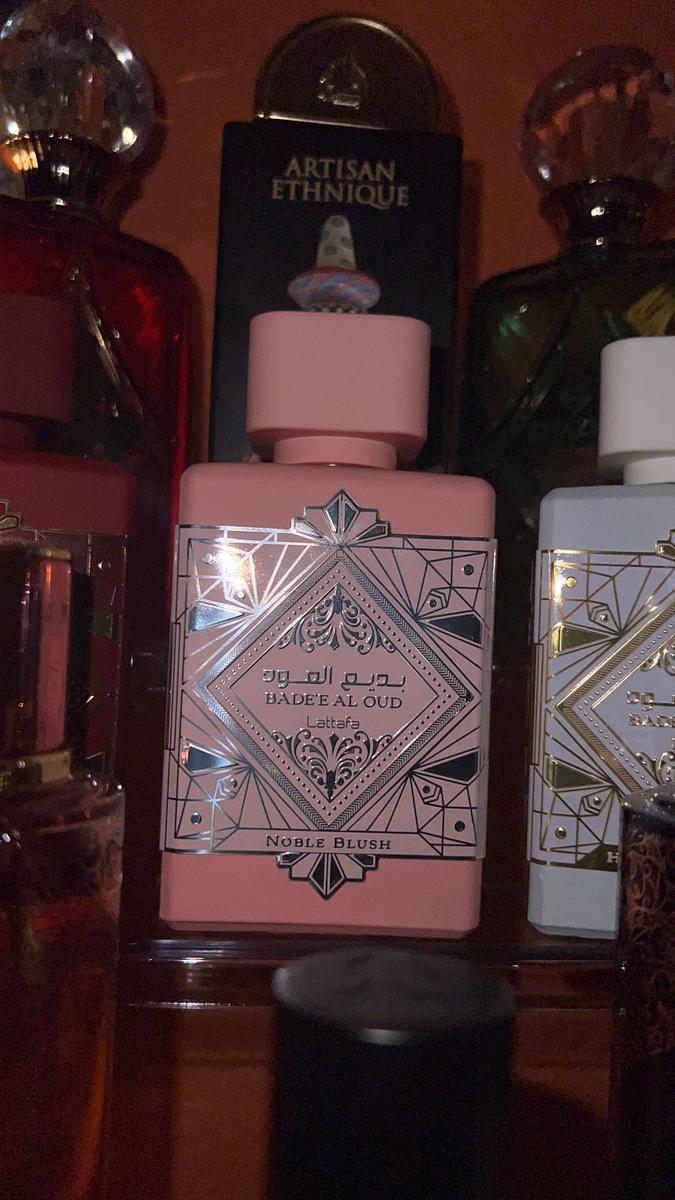 ARTISAN
ETHNIQUE
بديع العود
BADE'E AL OUD
Lattafa
NOBLE BLUSH